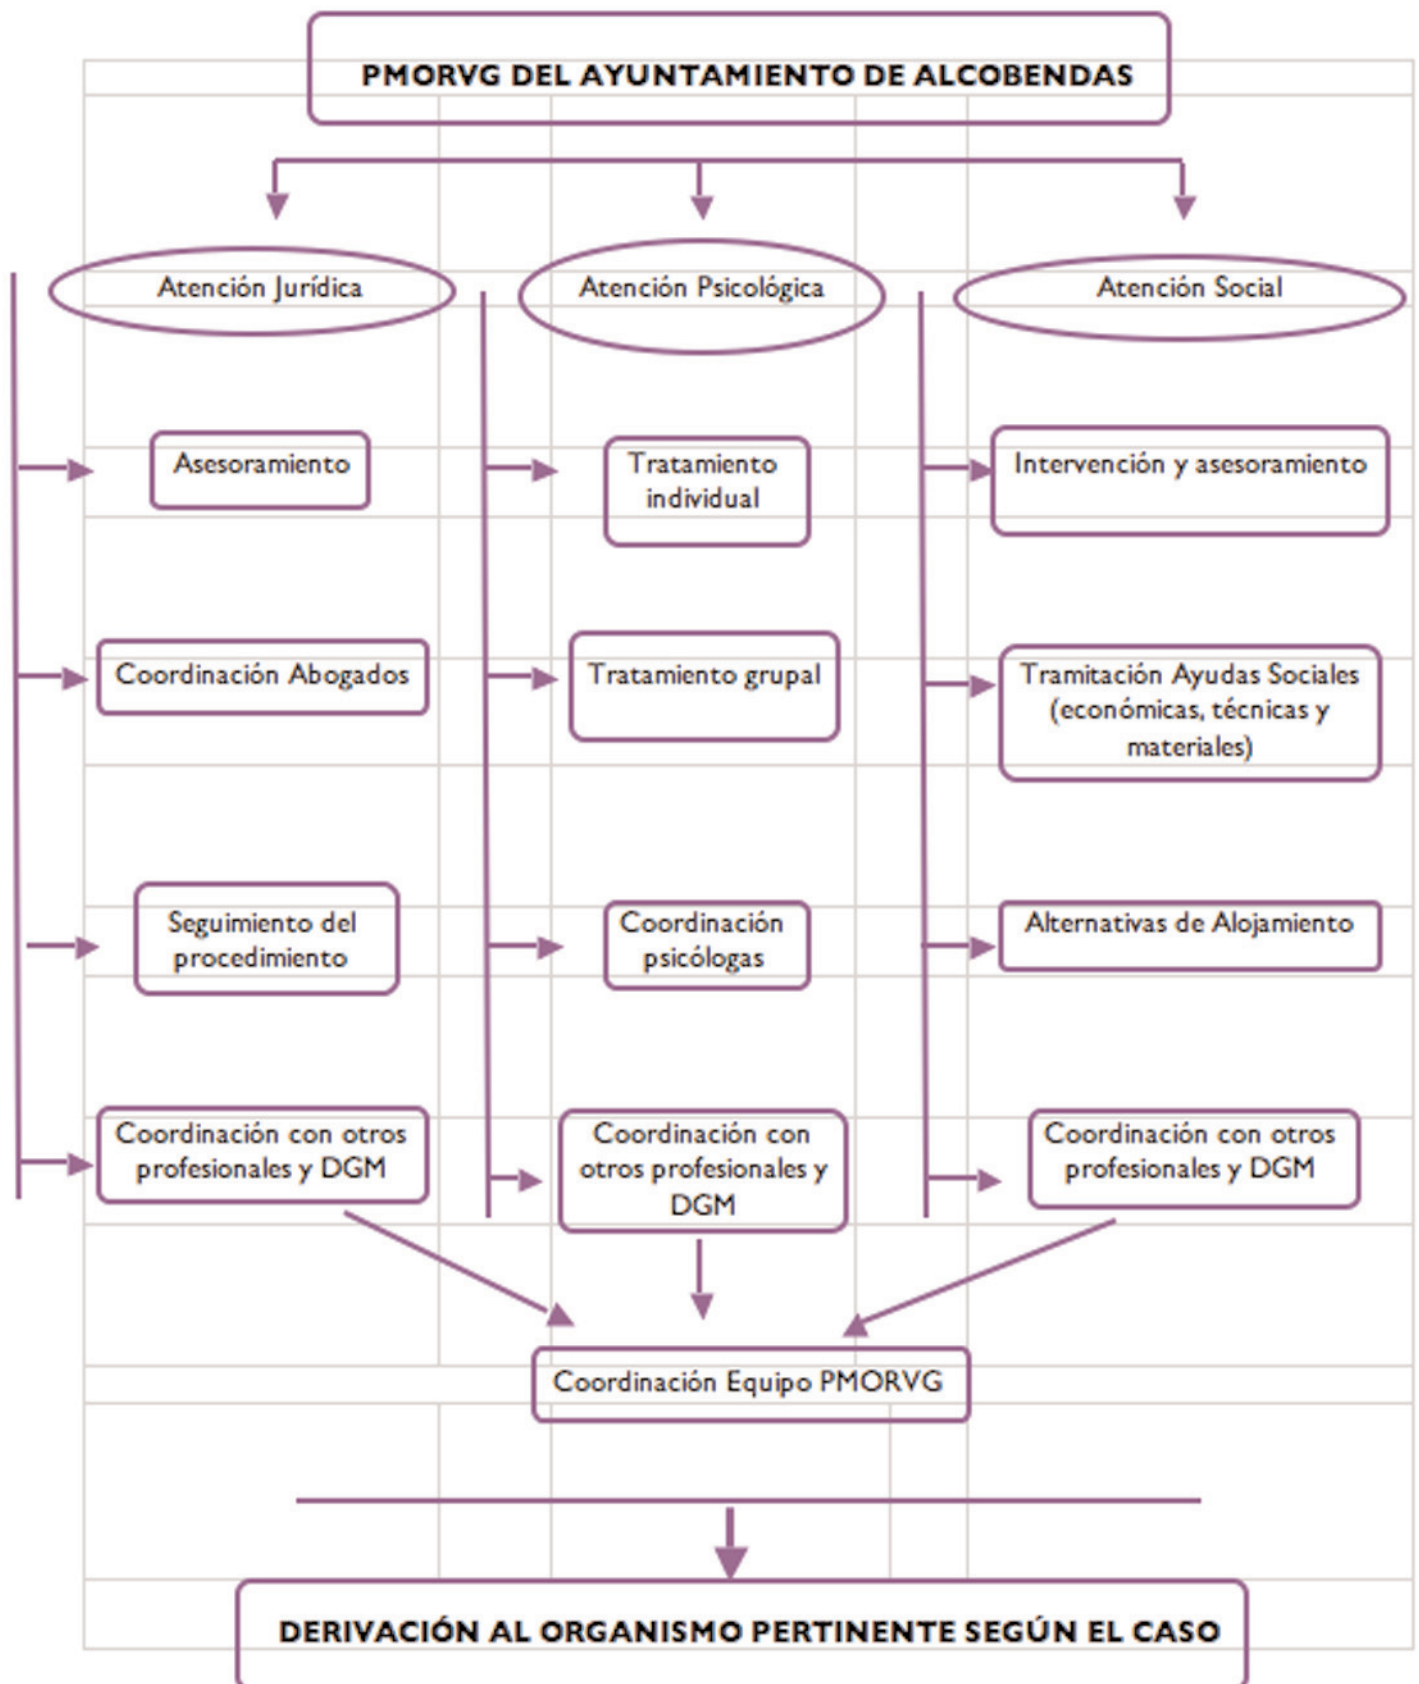 PMORVG DEL AYUNTAMIENTO DE ALCOBENDAS
Atención Jurídica
Atención Psicológica
Atención Social
Asesoramiento
Tratamiento
individual
Intervención y asesoramiento
Coordinación Abogados
Tratamiento grupal
Tramitación Ayudas Sociales
(económicas, técnicas y
materiales)
Seguimiento del
procedimiento
Coordinación
psicólogas
Alternativas de Alojamiento
Coordinación con otros
profesionales y DGM
Coordinación con
otros profesionales y
DGM
Coordinación con otros
profesionales y DGM
Coordinación Equipo PMORVG
DERIVACIÓN AL ORGANISMO PERTINENTE SEGÚN EL CASO